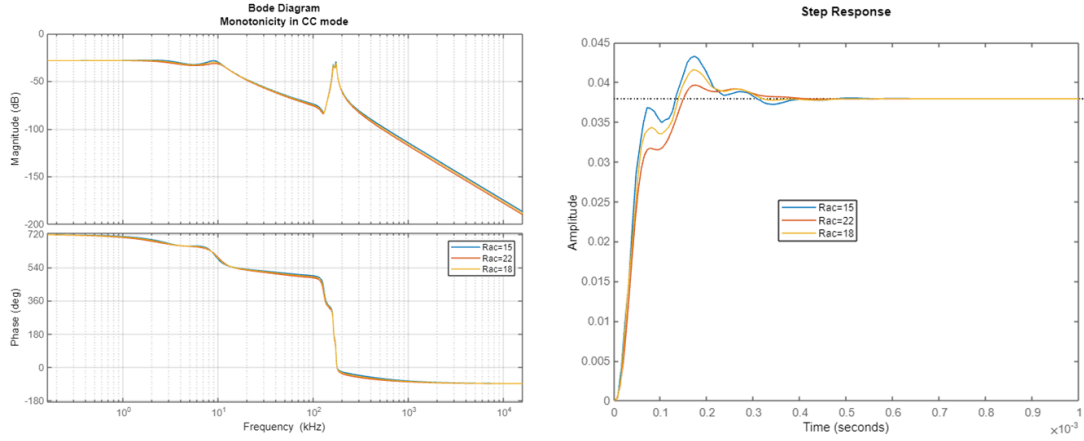 Bode Diagram
Monotonicity in CC mode
0
-50
-100
-150
-200
Magnitude (dB)
720
540
360
180
0
-180
Phase (deg)
Rac=15
Rac=22
Rac=18
10^0
10^1
10^2
10^3
10^4
Frequency (kHz)
Step Response
0.045
0.04
0.035
0.03
0.025
0.02
0.015
0.01
0.005
0
Amplitude
Rac=15
Rac=22
Rac=18
0 0.1 0.2 0.3 0.4 0.5 0.6 0.7 0.8 0.9 1
Time (seconds)
×10^-3